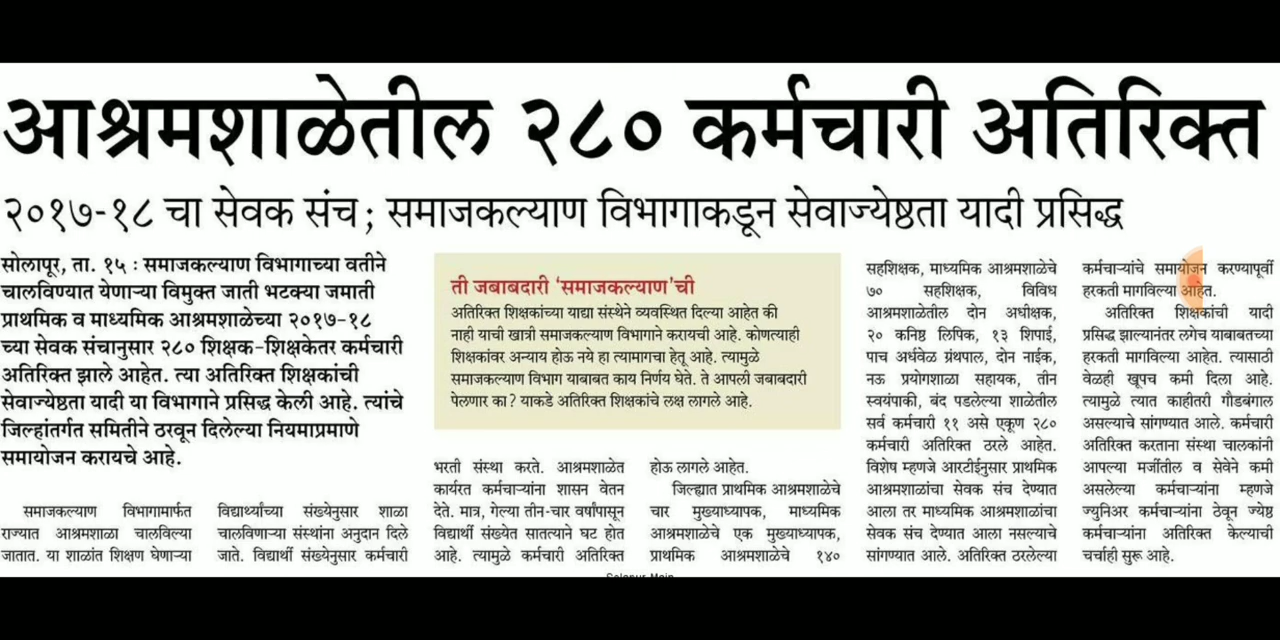 आश्रमशाळेतील २८० कर्मचारी अतिरिक्त
२०१७-१८ चा सेवक संच; समाजकल्याण विभागाकडून सेवाज्येष्ठता यादी प्रसिद्ध
सोलापूर, ता. १५ : समाजकल्याण विभागाच्या वतीने
चालविण्यात येणाऱ्या विमुक्त जाती भटक्या जमाती
प्राथमिक व माध्यमिक आश्रमशाळेच्या २०१७-१८
च्या सेवक संचानुसार २८० शिक्षक-शिक्षकेतर कर्मचारी
अतिरिक्त झाले आहेत. त्या अतिरिक्त शिक्षकांची
सेवाज्येष्ठता यादी या विभागाने प्रसिद्ध केली आहे. त्यांचे
जिल्हांतर्गत समितीने ठरवून दिलेल्या नियमाप्रमाणे
समायोजन करायचे आहे.
समाजकल्याण विभागामार्फत
राज्यात आश्रमशाळा चालविल्या
जातात. या शाळांत शिक्षण घेणाऱ्या
विद्यार्थ्यांच्या संख्येनुसार शाळा
चालविणाऱ्या संस्थांना अनुदान दिले
जाते. विद्यार्थी संख्येनुसार कर्मचारी
ती जबाबदारी ‘समाजकल्याण’ची
अतिरिक्त शिक्षकांच्या याद्या संस्थेने व्यवस्थित दिल्या आहेत की
नाही याची खात्री समाजकल्याण विभागाने करायची आहे. कोणत्याही
शिक्षकांवर अन्याय होऊ नये हा त्यामागचा हेतू आहे. त्यामुळे
समाजकल्याण विभाग याबाबत काय निर्णय घेते. ते आपली जबाबदारी
पेलणार का? याकडे अतिरिक्त शिक्षकांचे लक्ष लागले आहे.
भरती संस्था करते. आश्रमशाळेत
कार्यरत कर्मचाऱ्यांना शासन वेतन
देते. मात्र, गेल्या तीन-चार वर्षांपासून
विद्यार्थी संख्येत सातत्याने घट होत
आहे. त्यामुळे कर्मचारी अतिरिक्त
होऊ लागले आहेत.
जिल्ह्यात प्राथमिक आश्रमशाळेचे
चार मुख्याध्यापक, माध्यमिक
आश्रमशाळेचे एक मुख्याध्यापक,
प्राथमिक आश्रमशाळेचे १४०
सहशिक्षक, माध्यमिक आश्रमशाळेचे
७० सहशिक्षक, विविध
आश्रमशाळेतील दोन अधीक्षक,
२० कनिष्ठ लिपिक, १३ शिपाई,
पाच अर्धवेळ ग्रंथपाल, दोन नाईक,
नऊ प्रयोगशाळा सहायक, तीन
स्वयंपाकी, बंद पडलेल्या शाळेतील
सर्व कर्मचारी ११ असे एकूण २८०
कर्मचारी अतिरिक्त ठरले आहेत.
विशेष म्हणजे आरटीईनुसार प्राथमिक
आश्रमशाळांचा सेवक संच देण्यात
आला तर माध्यमिक आश्रमशाळांचा
सेवक संच देण्यात आला नसल्याचे
सांगण्यात आले. अतिरिक्त ठरलेल्या
कर्मचाऱ्यांचे समायोजन करण्यापूर्वी
हरकती मागविल्या आहेत.
अतिरिक्त शिक्षकांची यादी
प्रसिद्ध झाल्यानंतर लगेच याबाबतच्या
हरकती मागविल्या आहेत. त्यासाठी
वेळही खूपच कमी दिला आहे.
त्यामुळे त्यात काहीतरी गौडबंगाल
असल्याचे सांगण्यात आले. कर्मचारी
अतिरिक्त करताना संस्था चालकांनी
आपल्या मर्जीतील व सेवेने कमी
असलेल्या कर्मचाऱ्यांना म्हणजे
ज्युनिअर कर्मचाऱ्यांना ठेवून ज्येष्ठ
कर्मचाऱ्यांना अतिरिक्त केल्याची
चर्चाही सुरू आहे.
Solapur Main